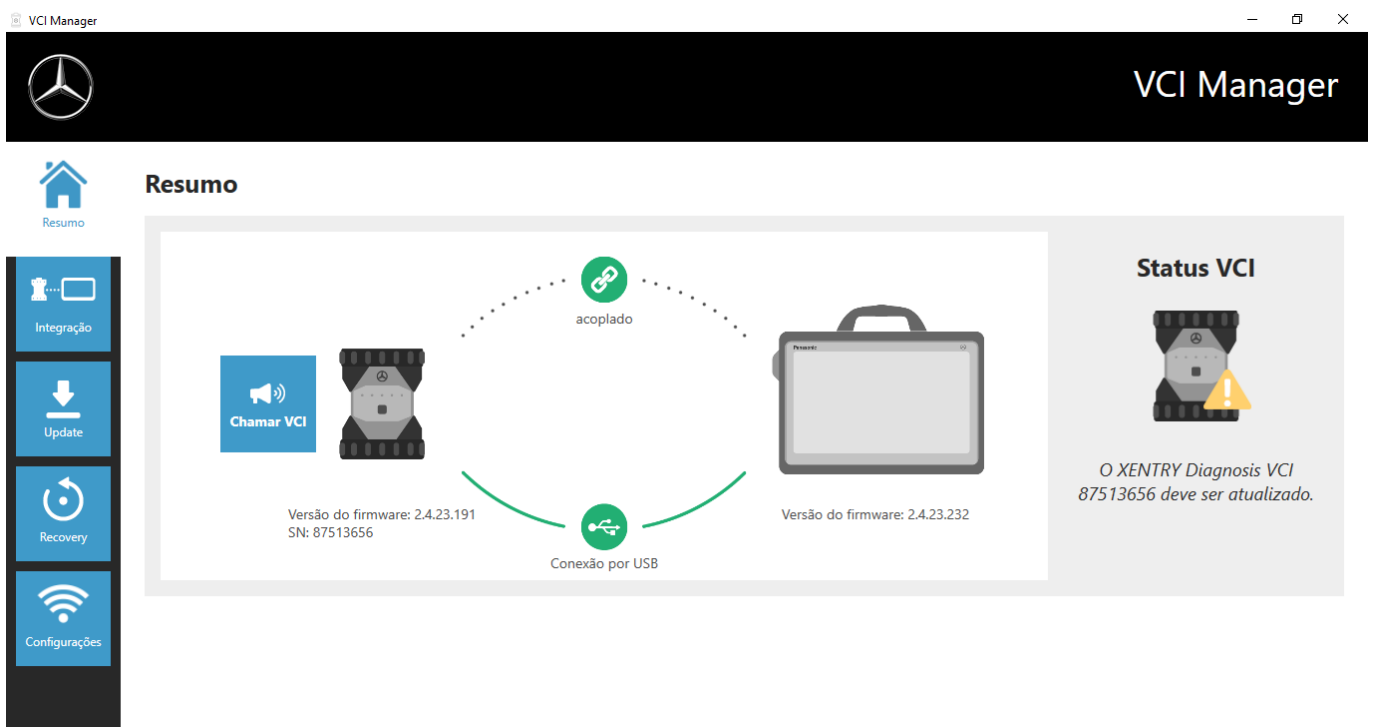 VCI Manager
VCI Manager
Resumo
Resumo
Integração
Update
Recovery
Configurações
acoplado
Chamar VCI
Panasonic
Versão do firmware: 2.4.23.191
SN: 87513656
Conexão por USB
Versão do firmware: 2.4.23.232
Status VCI
O XENTRY Diagnosis VCI
87513656 deve ser atualizado.